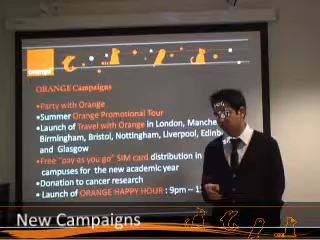 orange
ORANGE Campaigns
•Party with Orange
•Summer Orange Promotional Tour
•Launch of Travel with Orange in London, Manche
Birmingham, Bristol, Nottingham, Liverpool, Edinb
and Glasgow
•Free "pay as you go" SIM card distribution in
campuses for the new academic year
•Donation to cancer research
•Launch of ORANGE HAPPY HOUR : 9pm – 1
New Campaigns